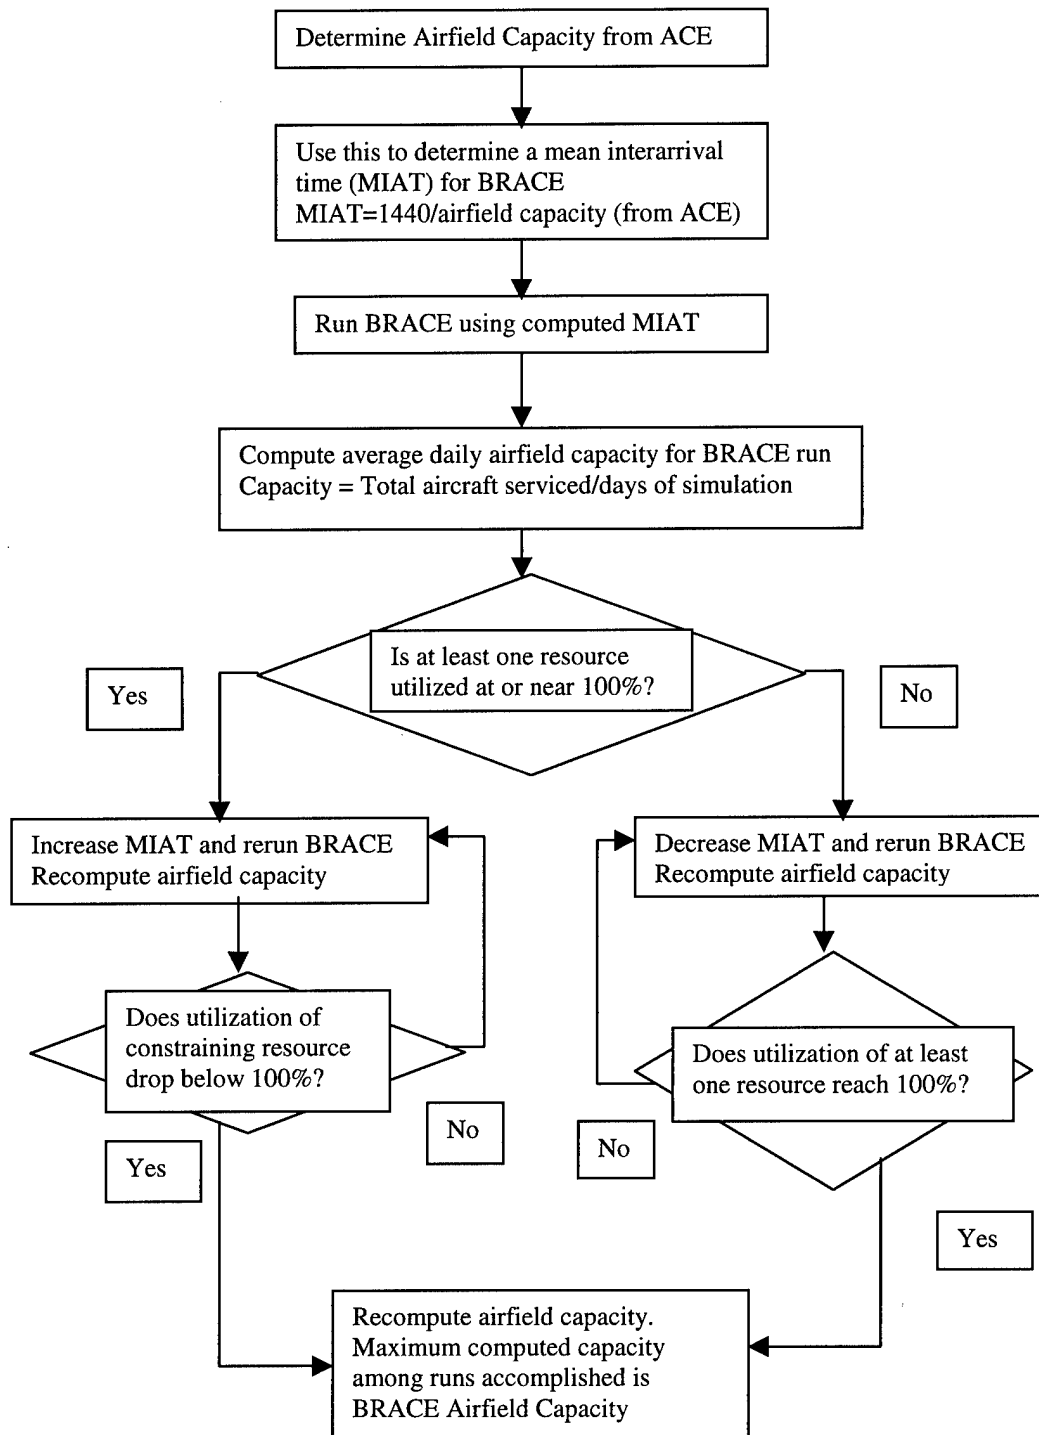 Determine Airfield Capacity from ACE
Use this to determine a mean interarrival
time (MIAT) for BRACE
MIAT=1440/airfield capacity (from ACE)
Run BRACE using computed MIAT
Compute average daily airfield capacity for BRACE run
Capacity = Total aircraft serviced/days of simulation
Is at least one resource
utilized at or near 100%?
Yes
No
Increase MIAT and rerun BRACE
Recompute airfield capacity
Decrease MIAT and rerun BRACE
Recompute airfield capacity
Does utilization of
constraining resource
drop below 100%?
Does utilization of at least
one resource reach 100%?
No
No
Yes
Yes
Recompute airfield capacity.
Maximum computed capacity
among runs accomplished is
BRACE Airfield Capacity